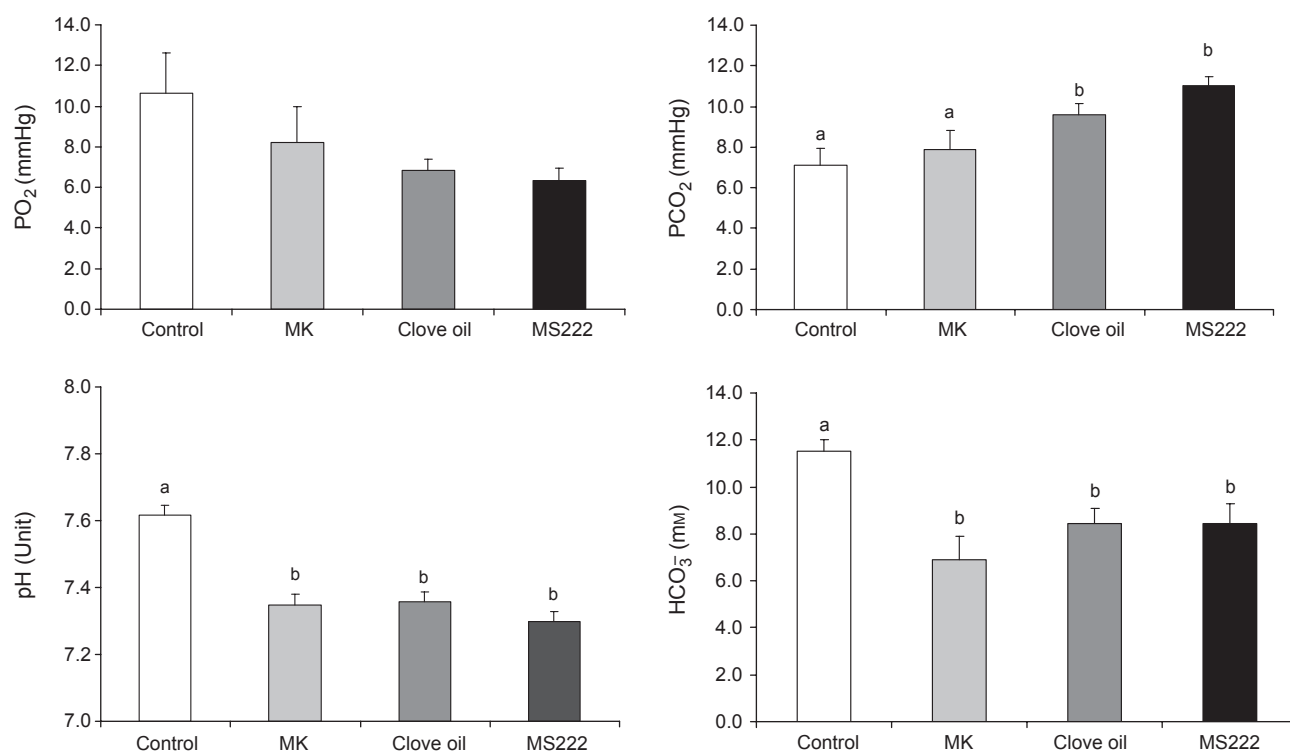 PO2 (mmHg)
14.0
12.0
10.0
8.0
6.0
4.0
2.0
0.0
Control MK Clove oil MS222
PCO2 (mmHg)
14.0
12.0
10.0
8.0
6.0
4.0
2.0
0.0
a a b b
Control MK Clove oil MS222
pH (Unit)
8.0
7.8
7.6
7.4
7.2
7.0
a b b b
Control MK Clove oil MS222
HCO3− (mM)
14.0
12.0
10.0
8.0
6.0
4.0
2.0
0.0
a b b b
Control MK Clove oil MS222